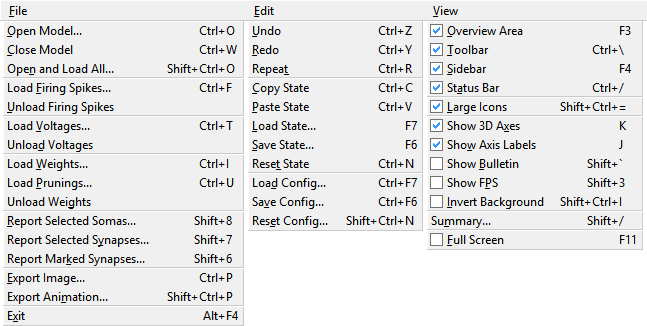 File
Open Model... Ctrl+O
Close Model Ctrl+W
Open and Load All... Shift+Ctrl+O
Load Firing Spikes... Ctrl+F
Unload Firing Spikes
Load Voltages... Ctrl+T
Unload Voltages
Load Weights... Ctrl+I
Load Prunings... Ctrl+U
Unload Weights
Report Selected Somas... Shift+8
Report Selected Synapses... Shift+7
Report Marked Synapses... Shift+6
Export Image... Ctrl+P
Export Animation... Shift+Ctrl+P
Exit Alt+F4
Edit
Undo Ctrl+Z
Redo Ctrl+Y
Repeat Ctrl+R
Copy State Ctrl+C
Paste State Ctrl+V
Load State... F7
Save State... F6
Reset State Ctrl+N
Load Config... Ctrl+F7
Save Config... Ctrl+F6
Reset Config... Shift+Ctrl+N
View
Overview Area F3
Toolbar Ctrl+\
Sidebar F4
Status Bar Ctrl+/
Large Icons Shift+Ctrl+=
Show 3D Axes K
Show Axis Labels J
Show Bulletin Shift+`
Show FPS Shift+3
Invert Background Shift+Ctrl+I
Summary... Shift+/
Full Screen F11